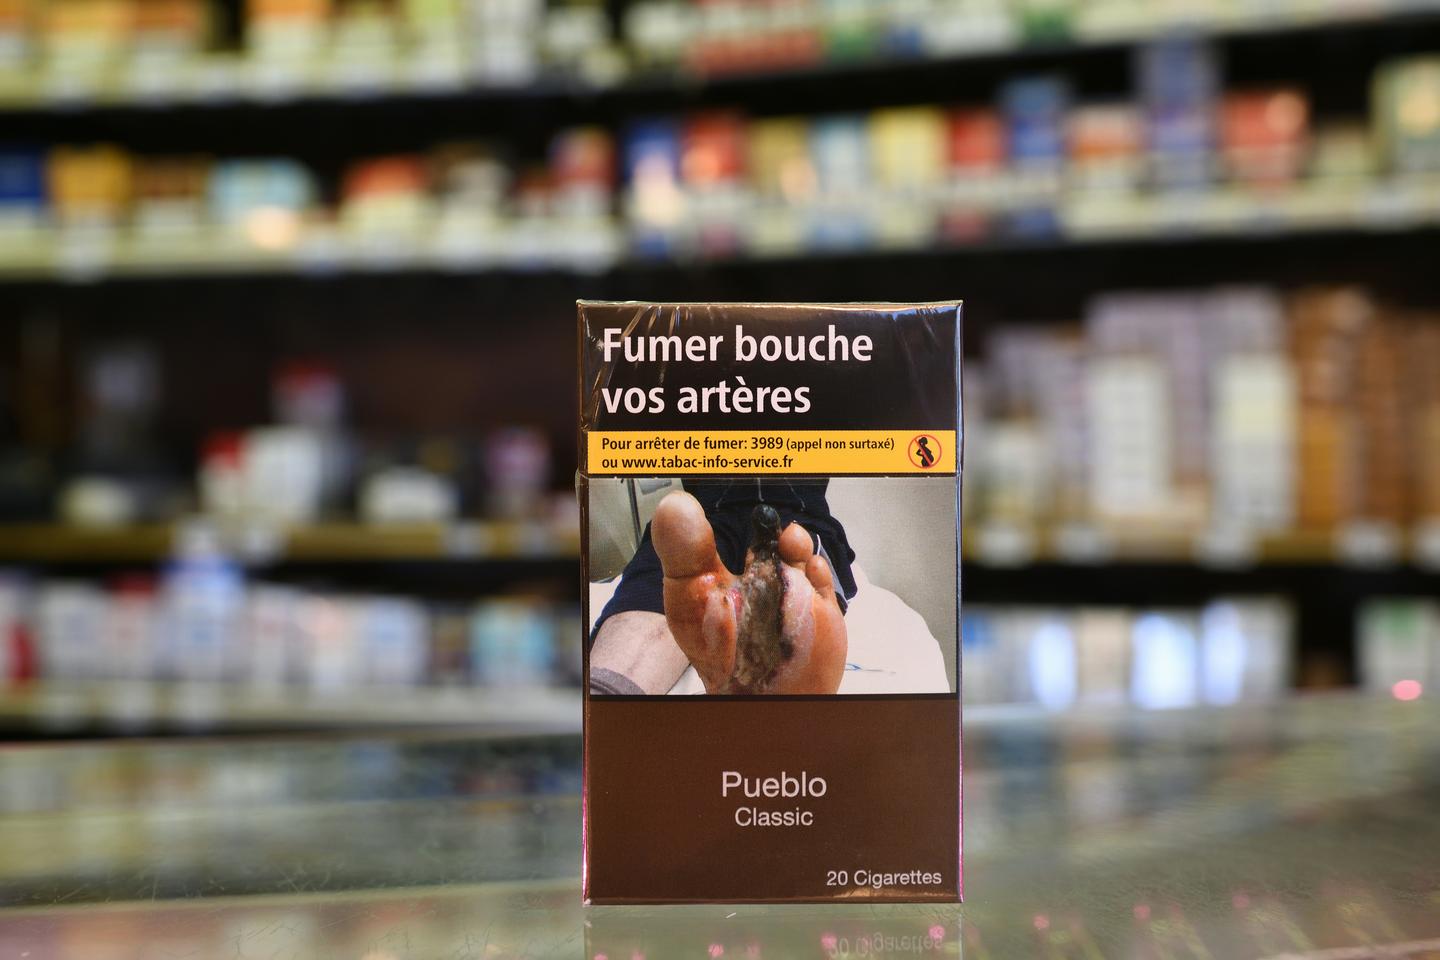 Fumer bouche
vos artères
Pour arrêter de fumer: 3989 (appel non surtaxé)
ou www.tabac-info-service.fr
Pueblo
Classic
20 Cigarettes